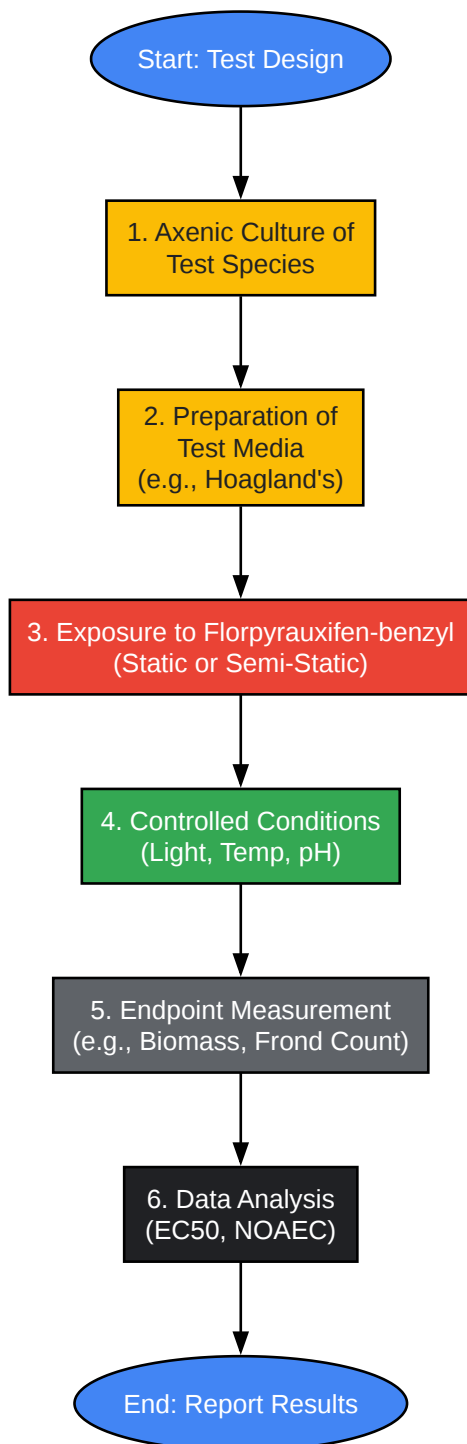 Start: Test Design
1. Axenic Culture of
Test Species
2. Preparation of
Test Media
(e.g., Hoagland's)
3. Exposure to Florpyrauxifen-benzyl
(Static or Semi-Static)
4. Controlled Conditions
(Light, Temp, pH)
5. Endpoint Measurement
(e.g., Biomass, Frond Count)
6. Data Analysis
(EC50, NOAEC)
End: Report Results